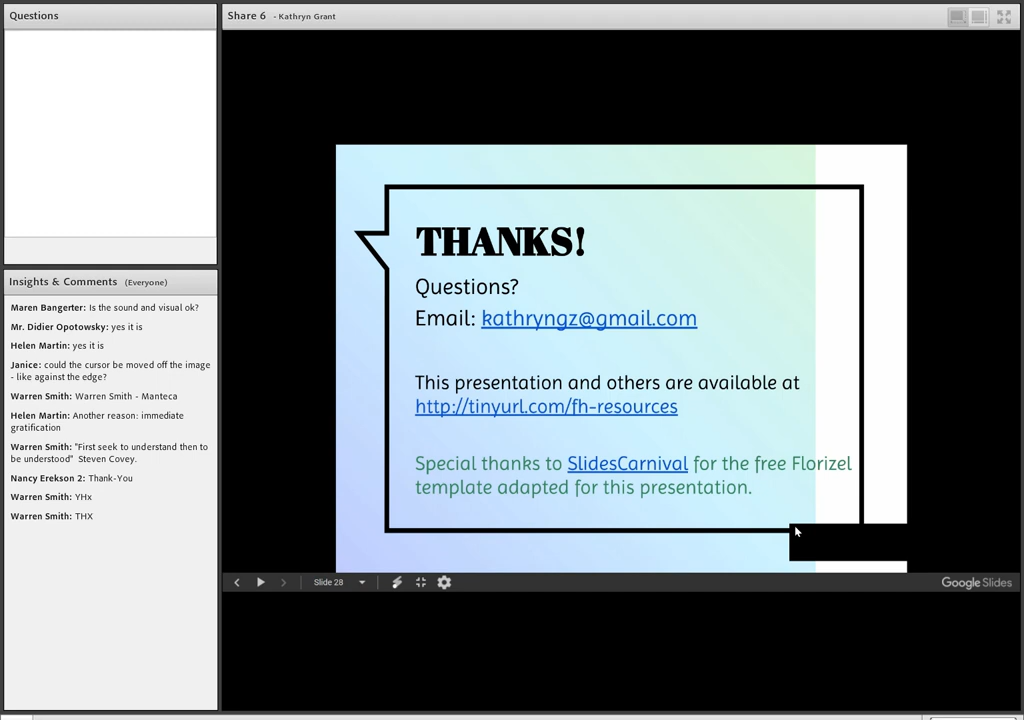 Questions
Share 6 - Kathryn Grant
THANKS!
Questions?
Email: kathryngz@gmail.com
This presentation and others are available at
http://tinyurl.com/fh-resources
Special thanks to SlidesCarnival for the free Florizel
template adapted for this presentation.
Slide 28
Google Slides
Insights & Comments (Everyone)
Maren Bangerter: Is the sound and visual ok?
Mr. Didier Opotowsky: yes it is
Helen Martin: yes it is
Janice: could the cursor be moved off the image
- like against the edge?
Warren Smith: Warren Smith - Manteca
Helen Martin: Another reason: immediate
gratification
Warren Smith: "First seek to understand then to
be understood" Steven Covey.
Nancy Erekson 2: Thank-You
Warren Smith: YHx
Warren Smith: THX